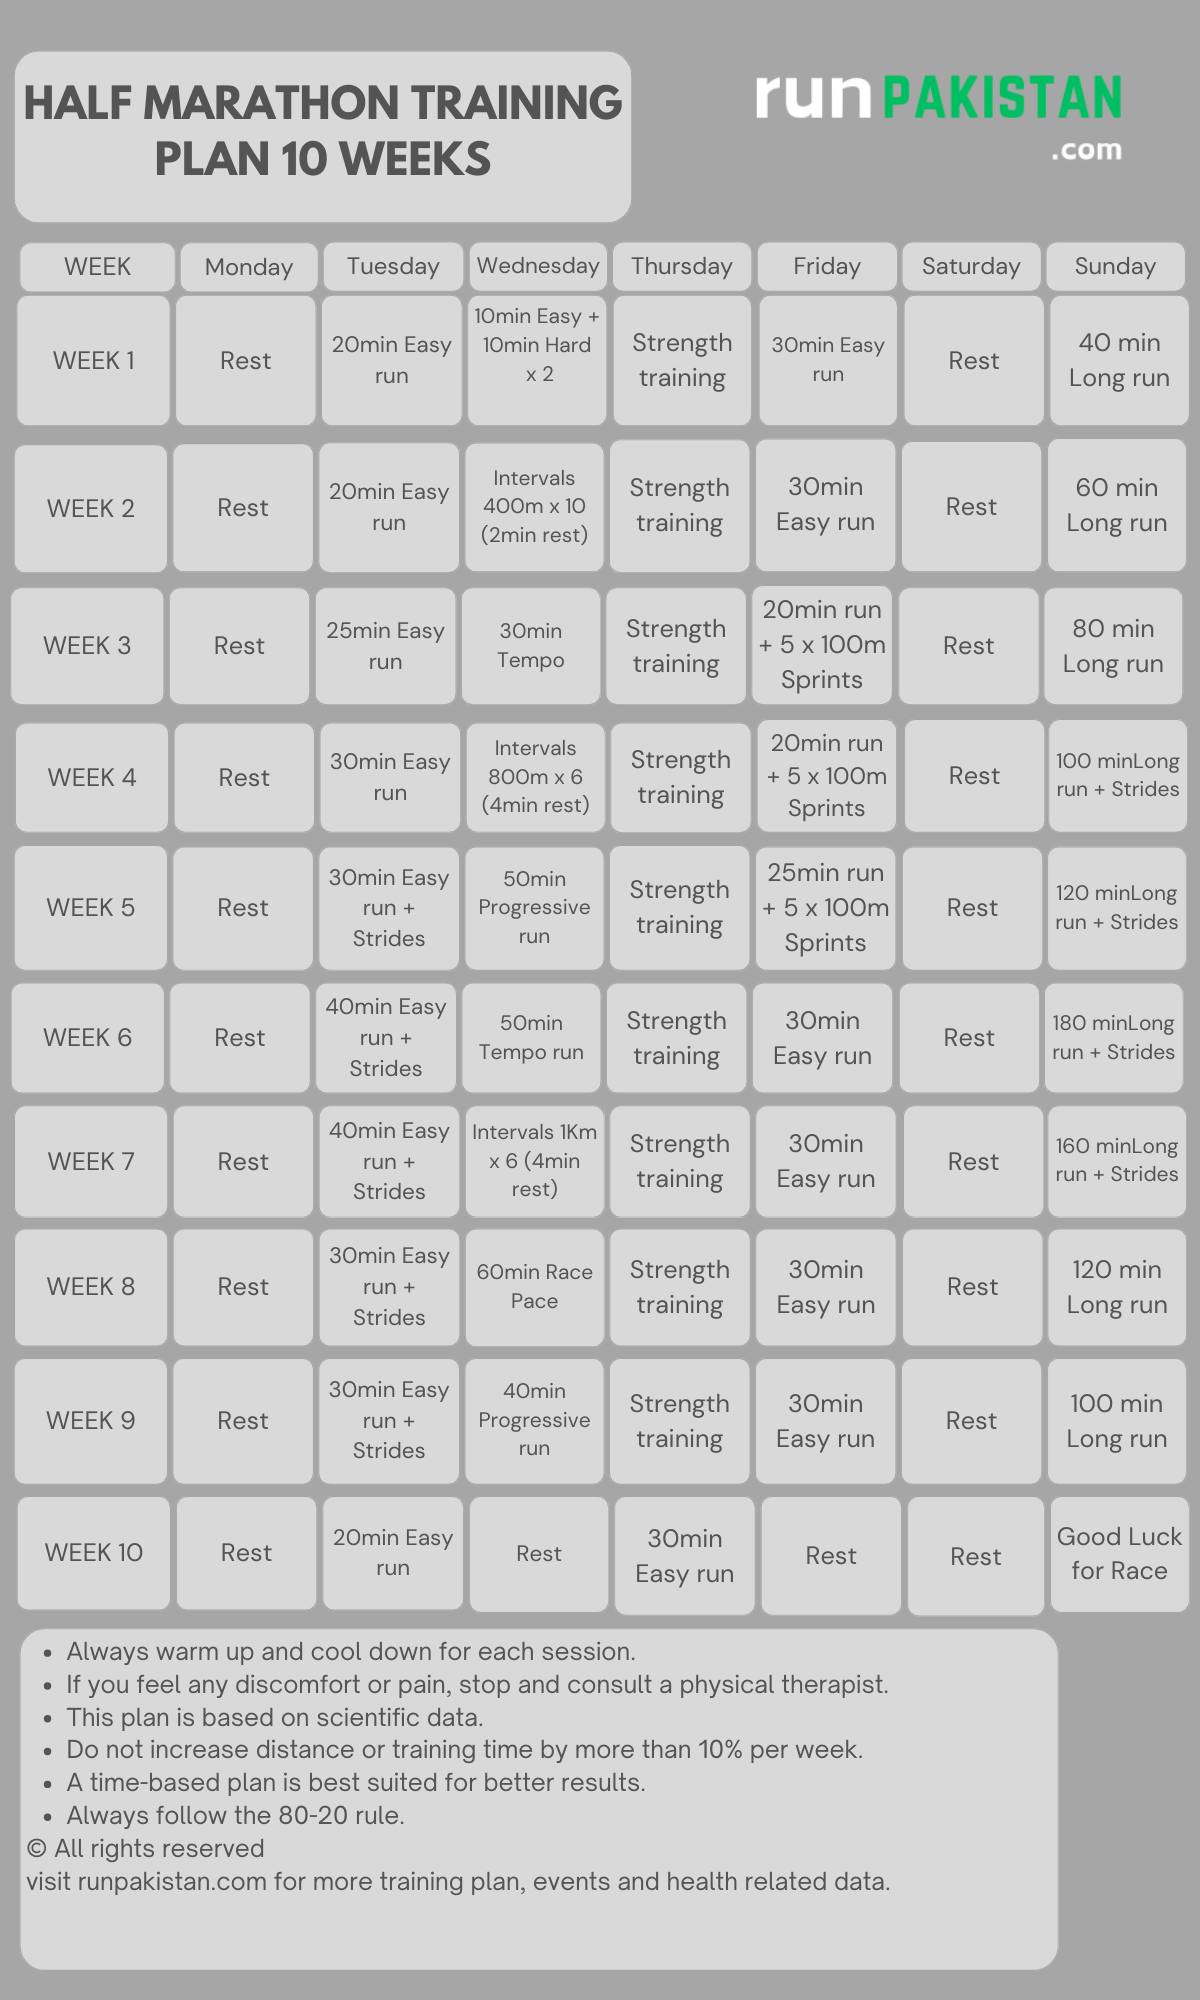 HALF MARATHON TRAINING
PLAN 10 WEEKS
run PAKISTAN
.com
WEEK Monday Tuesday Wednesday Thursday Friday Saturday Sunday
WEEK 1
Rest
20min Easy
run
10min Easy +
10min Hard
x 2
Strength
training
30min Easy
run
Rest
40 min
Long run
WEEK 2
Rest
20min Easy
run
Intervals
400m x 10
(2min rest)
Strength
training
30min
Easy run
Rest
60 min
Long run
WEEK 3
Rest
25min Easy
run
30min
Tempo
Strength
training
20min run
+ 5 x 100m
Sprints
Rest
80 min
Long run
WEEK 4
Rest
30min Easy
run
Intervals
800m x 6
(4min rest)
Strength
training
20min run
+ 5 x 100m
Sprints
Rest
100 minLong
run + Strides
WEEK 5
Rest
30min Easy
run +
Strides
50min
Progressive
run
Strength
training
25min run
+ 5 x 100m
Sprints
Rest
120 minLong
run + Strides
WEEK 6
Rest
40min Easy
run +
Strides
50min
Tempo run
Strength
training
30min
Easy run
Rest
180 minLong
run + Strides
WEEK 7
Rest
40min Easy
run +
Strides
Intervals 1Km
x 6 (4min
rest)
Strength
training
30min
Easy run
Rest
160 minLong
run + Strides
WEEK 8
Rest
30min Easy
run +
Strides
60min Race
Pace
Strength
training
30min
Easy run
Rest
120 min
Long run
WEEK 9
Rest
30min Easy
run +
Strides
40min
Progressive
run
Strength
training
30min
Easy run
Rest
100 min
Long run
WEEK 10
Rest
20min Easy
run
Rest
30min
Easy run
Rest
Rest
Good Luck
for Race
• Always warm up and cool down for each session.
• If you feel any discomfort or pain, stop and consult a physical therapist.
• This plan is based on scientific data.
• Do not increase distance or training time by more than 10% per week.
• A time-based plan is best suited for better results.
• Always follow the 80-20 rule.
© All rights reserved
visit runpakistan.com for more training plan, events and health related data.